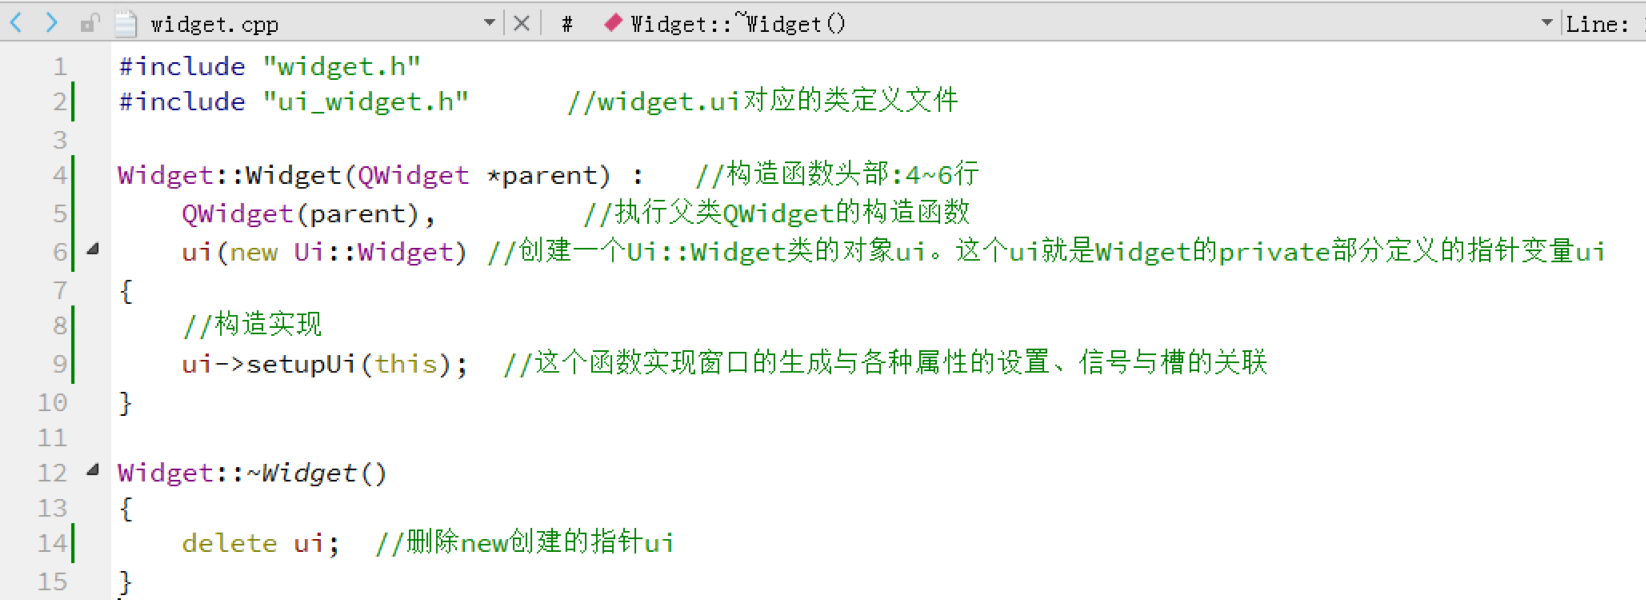 widget.cpp # Widget::~Widget() Line:
1 #include "widget.h"
2 #include "ui_widget.h" //widget.ui对应的类定义文件
3
4 Widget::Widget(QWidget *parent) : //构造函数头部:4~6行
5 QWidget(parent), //执行父类QWidget的构造函数
6 ui(new Ui::Widget) //创建一个Ui::Widget类的对象ui。这个ui就是Widget的private部分定义的指针变量ui
7 {
8 //构造实现
9 ui->setupUi(this); //这个函数实现窗口的生成与各种属性的设置、信号与槽的关联
10 }
11
12 Widget::~Widget()
13 {
14 delete ui; //删除new创建的指针ui
15 }